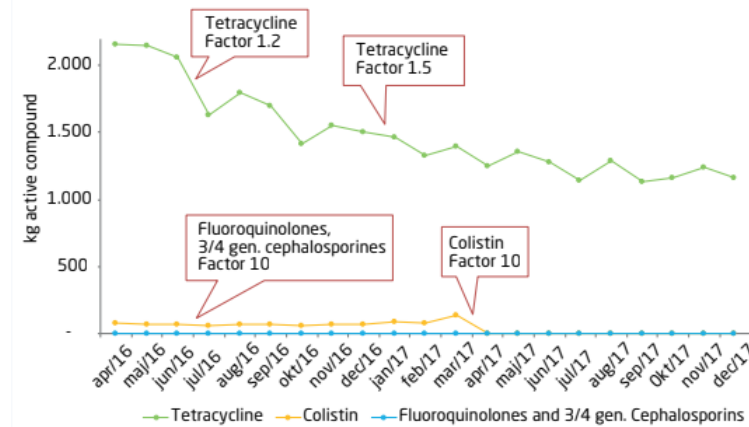 Tetracycline
Factor 1.2
Tetracycline
Factor 1.5
kg active compound
2.000
1.500
1.000
500
-
Fluoroquinolones,
3/4 gen. cephalosporines
Factor 10
Colistin
Factor 10
apr/16
maj/16
jun/16
jul/16
aug/16
sep/16
okt/16
nov/16
dec/16
jan/17
feb/17
mar/17
apr/17
maj/17
jun/17
jul/17
aug/17
sep/17
0kt/17
nov/17
dec/17
Tetracycline
Colistin
Fluoroquinolones and 3/4 gen. Cephalosporins